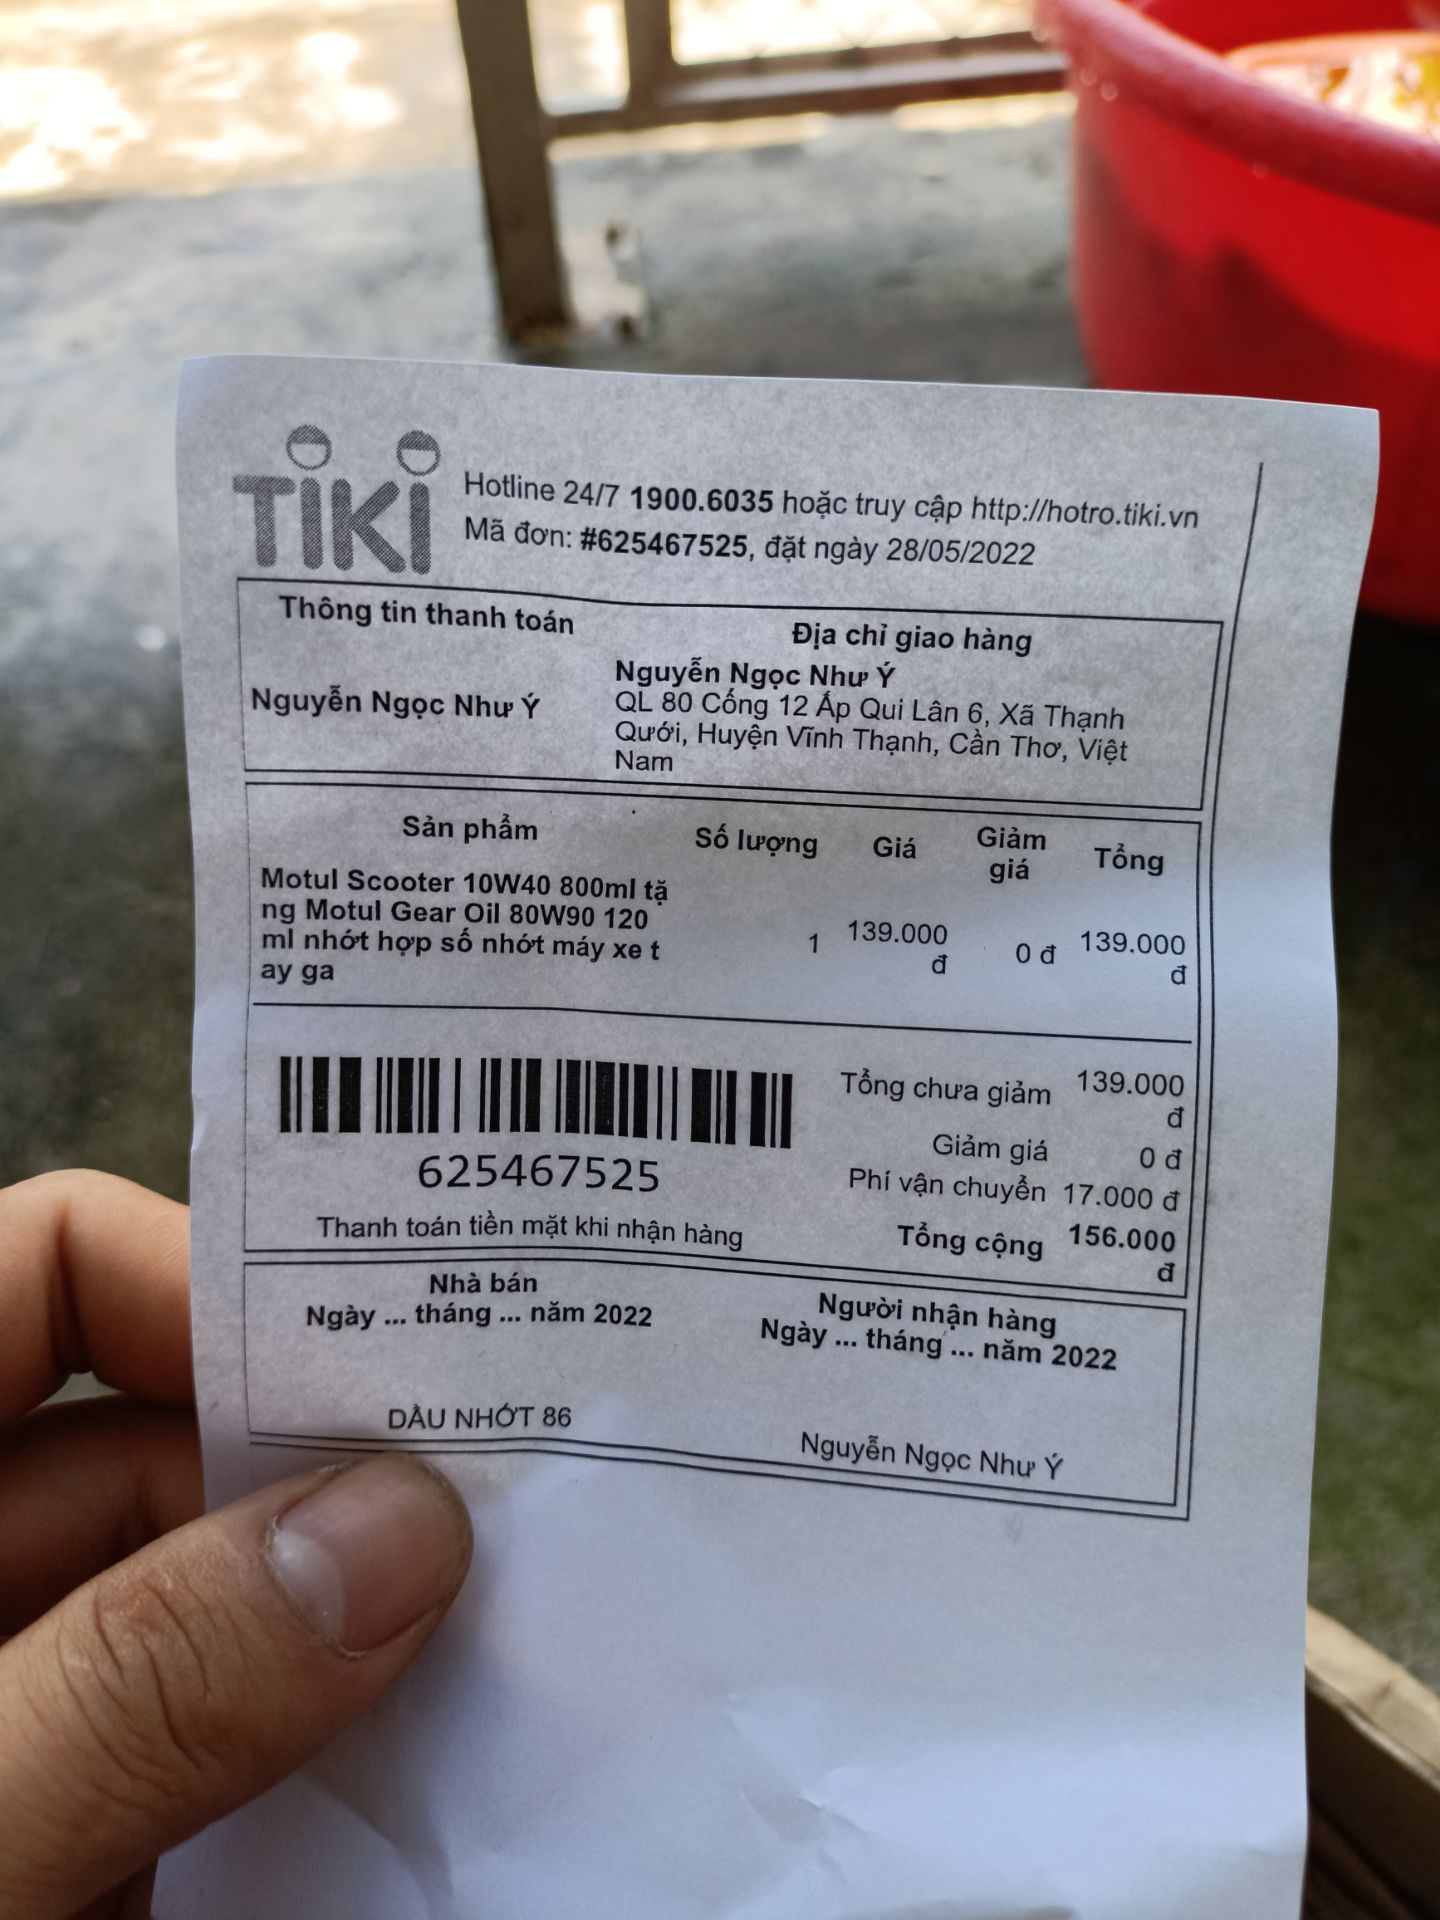 TiKi
Hotline 24/7 1900.6035 hoặc truy cập http://hotro.tiki.vn
Mã đơn: #625467525, đặt ngày 28/05/2022
Thông tin thanh toán
Địa chỉ giao hàng
Nguyễn Ngọc Như Ý
Nguyễn Ngọc Như Ý
QL 80 Cống 12 Ấp Qui Lân 6, Xã Thạnh
Qưới, Huyện Vĩnh Thạnh, Cần Thơ, Việt
Nam
Sản phẩm Số lượng Giá Giảm giá Tổng
Motul Scooter 10W40 800ml tặ
ng Motul Gear Oil 80W90 120
ml nhớt hợp số nhớt máy xe t
ay ga
1 139.000 đ 0 đ 139.000 đ
Tổng chưa giảm 139.000 đ
Giảm giá 0 đ
Phí vận chuyển 17.000 đ
Tổng cộng 156.000 đ
625467525
Thanh toán tiền mặt khi nhận hàng
Nhà bán
Ngày ... tháng ... năm 2022
DẦU NHỚT 86
Người nhận hàng
Ngày ... tháng ... năm 2022
Nguyễn Ngọc Như Ý